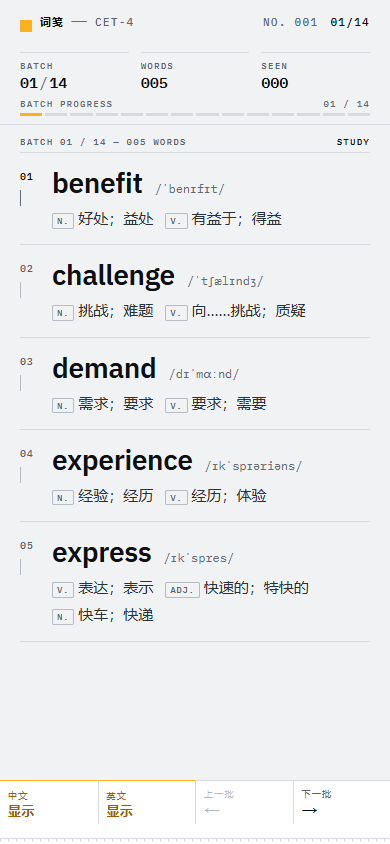 词笺 — CET-4 NO. 001 01/14
BATCH WORDS SEEN
01/14 005 000
BATCH PROGRESS 01 / 14
BATCH 01 / 14 — 005 WORDS STUDY
01 benefit /ˈbenɪfɪt/
N. 好处；益处 V. 有益于；得益
02 challenge /ˈtʃælɪndʒ/
N. 挑战；难题 V. 向……挑战；质疑
03 demand /dɪˈmɑːnd/
N. 需求；要求 V. 要求；需要
04 experience /ɪkˈspɪəriəns/
N. 经验；经历 V. 经历；体验
05 express /ɪkˈspres/
V. 表达；表示 ADJ. 快速的；特快的
N. 快车；快递
中文 英文 上一批 下一批
显示 显示 ← →